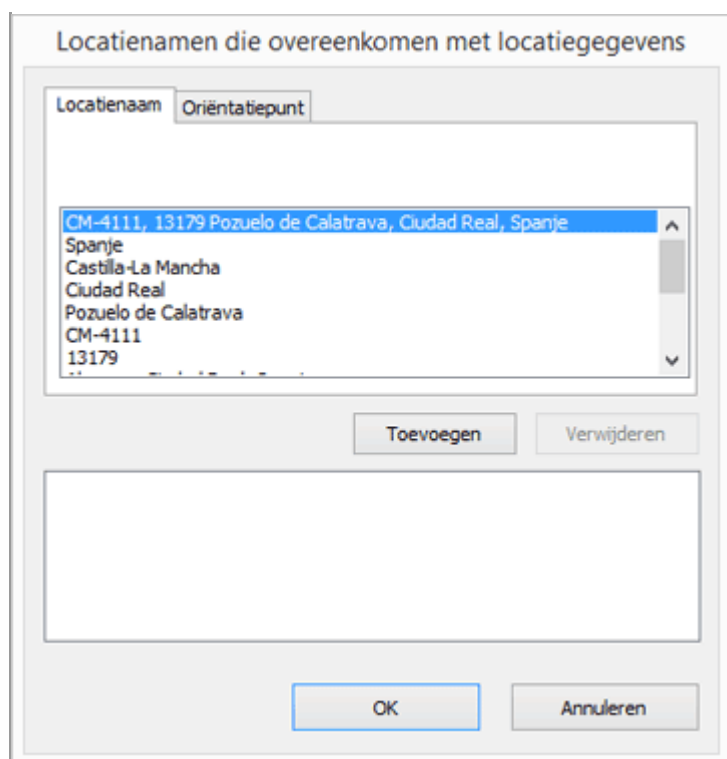 Locatienamen die overeenkomen met locatiegegevens
Locatienaam Oriëntatiepunt
CM-4111, 13179 Pozuelo de Calatrava, Ciudad Real, Spanje
Spanje
Castilla-La Mancha
Ciudad Real
Pozuelo de Calatrava
CM-4111
13179
Toevoegen Verwijderen
OK Annuleren